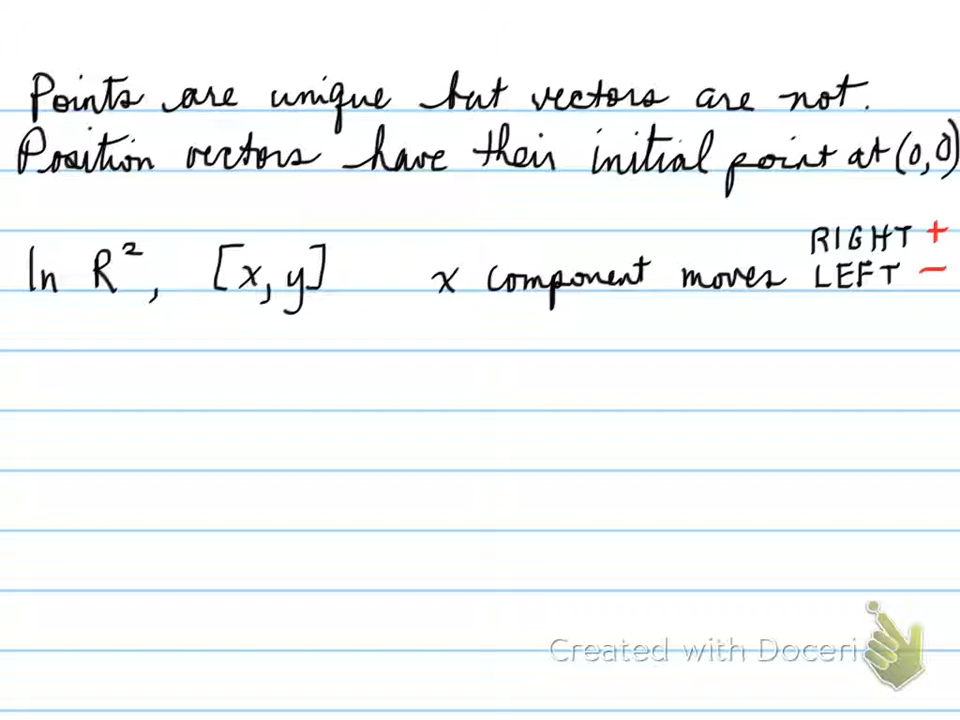 Points are unique but vectors are not.
Position vectors have their initial point at (0,0)
In R², [x, y] x component moves RIGHT +
LEFT −
Created with Doceri